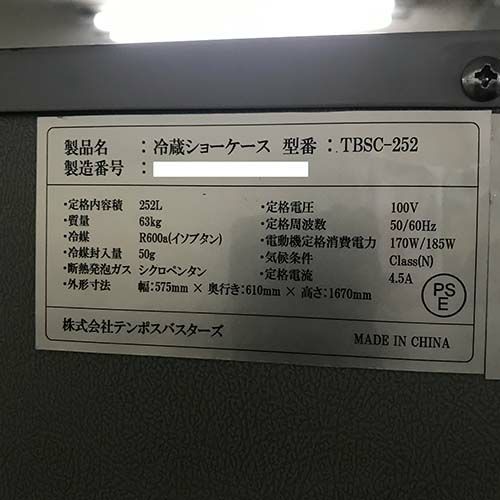 製品名 : 冷蔵ショーケース 型番 : TBSC-252
製造番号 :
・定格内容積 252L
・質量 63kg
・冷媒 R600a(イソブタン)
・冷媒封入量 50g
・断熱発泡ガス シクロペンタン
・外形寸法 幅:575mm × 奥行き:610mm × 高さ:1670mm
・定格電圧 100V
・定格周波数 50/60Hz
・電動機定格消費電力 170W/185W
・気候条件 Class(N)
・定格電流 4.5A
PS
E
株式会社テンポスバスターズ
MADE IN CHINA